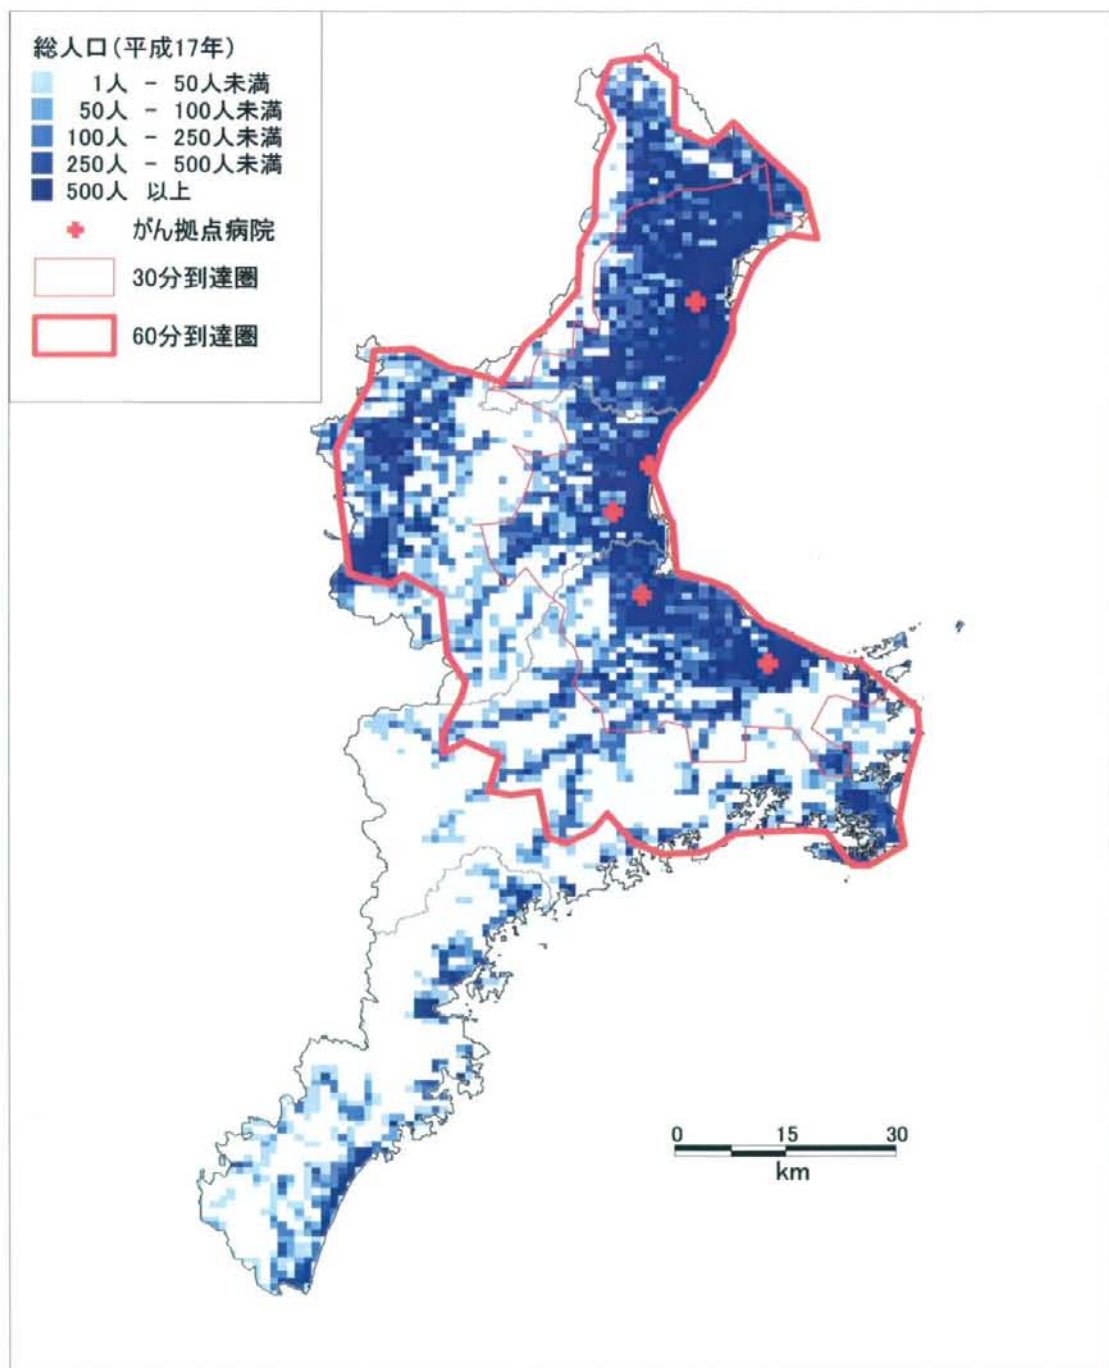 総人口(平成17年)
1人 - 50人未満
50人 - 100人未満
100人 - 250人未満
250人 - 500人未満
500人 以上
がん拠点病院
30分到達圏
60分到達圏
0 15 30
km